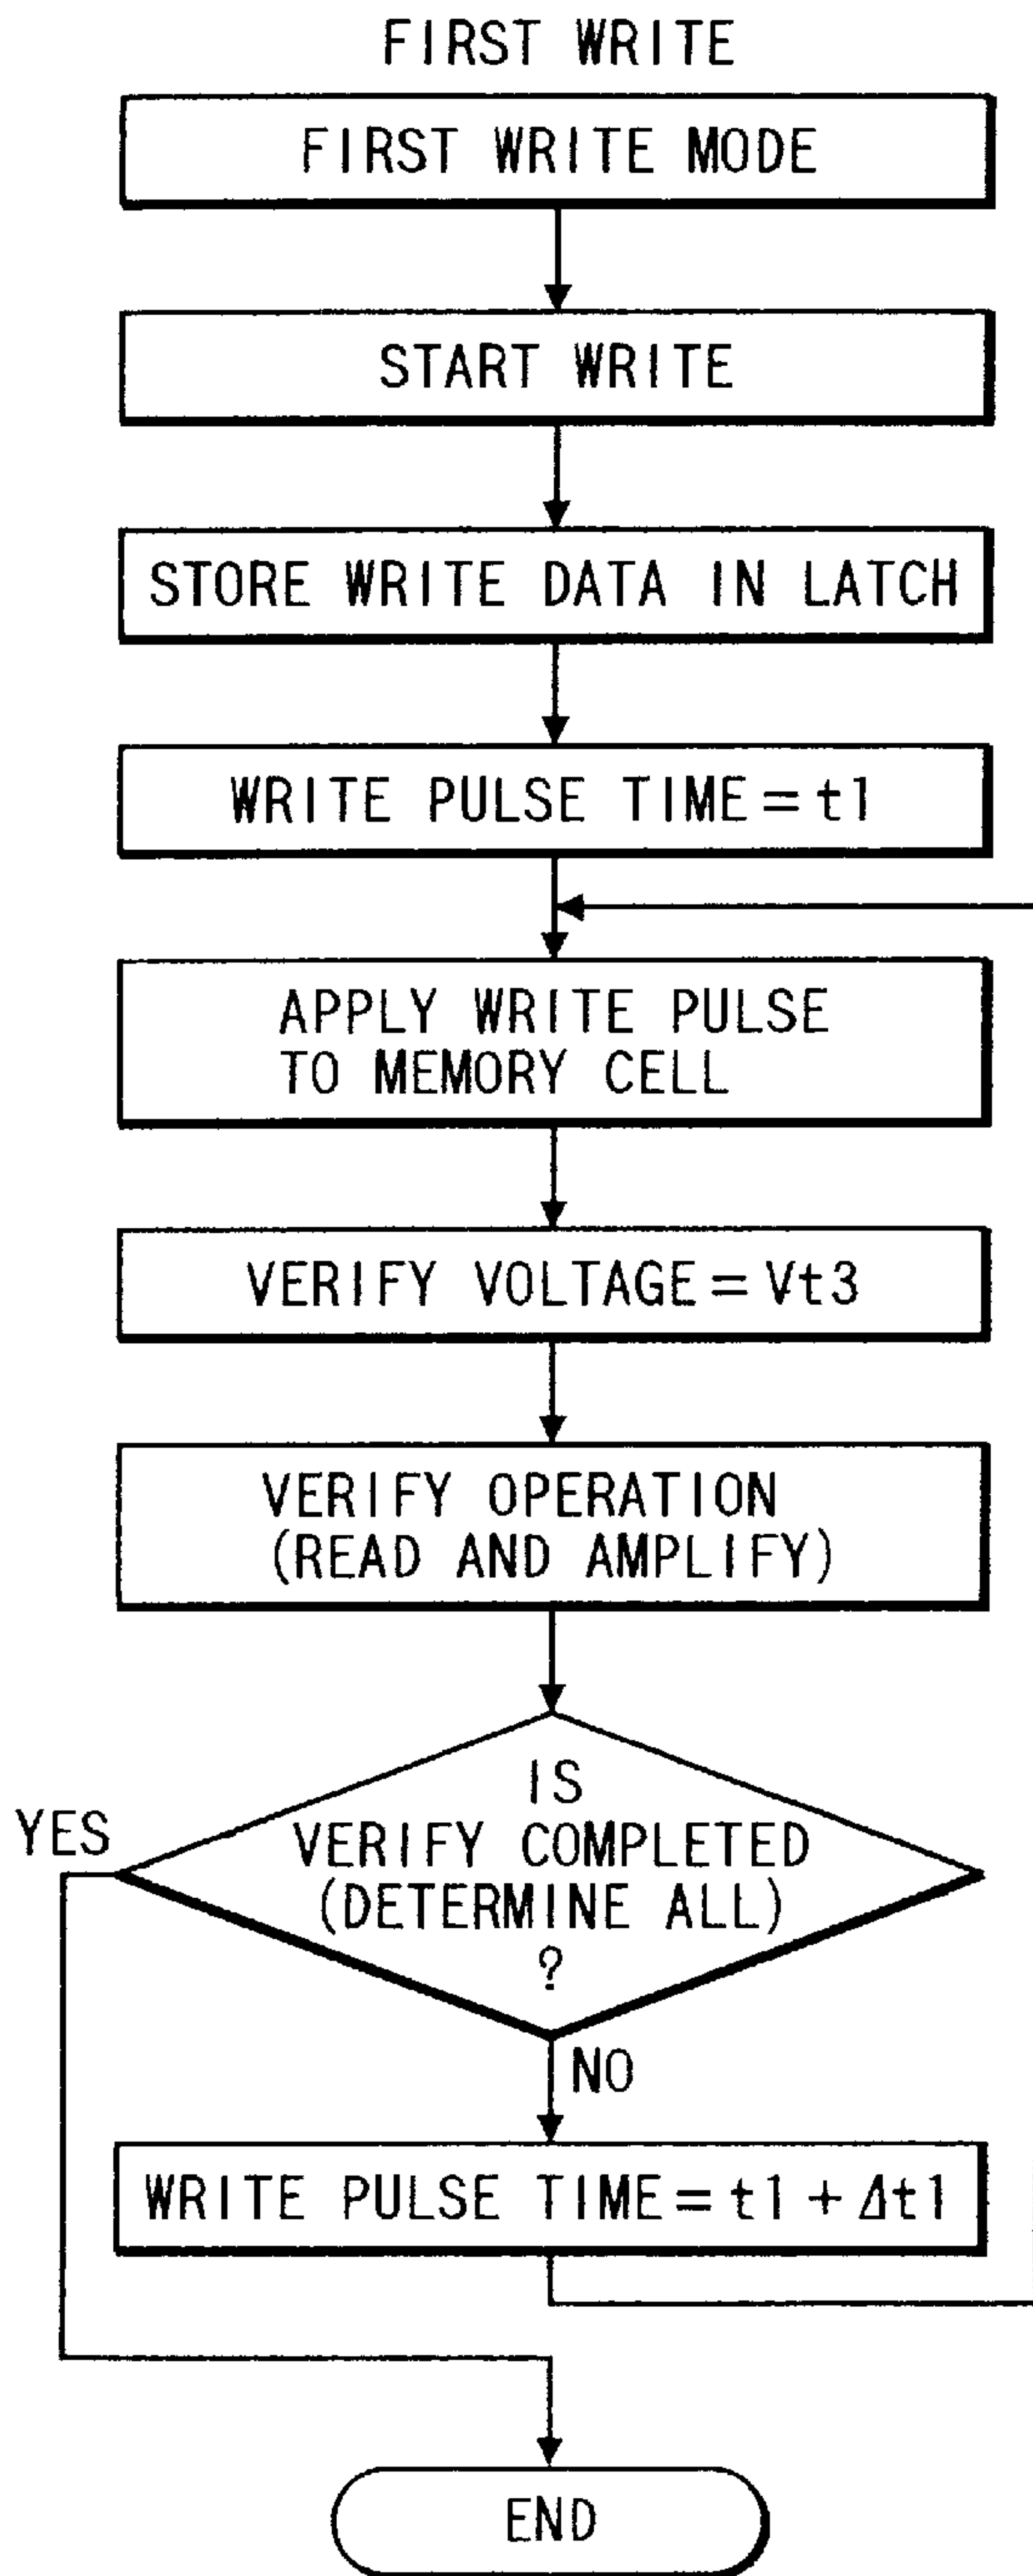 FIRST WRITE
FIRST WRITE MODE
START WRITE
STORE WRITE DATA IN LATCH
WRITE PULSE TIME = t1
APPLY WRITE PULSE
TO MEMORY CELL
VERIFY VOLTAGE = Vt3
VERIFY OPERATION
(READ AND AMPLIFY)
IS
VERIFY COMPLETED
(DETERMINE ALL)
?
YES
NO
WRITE PULSE TIME = t1 + Δt1
END